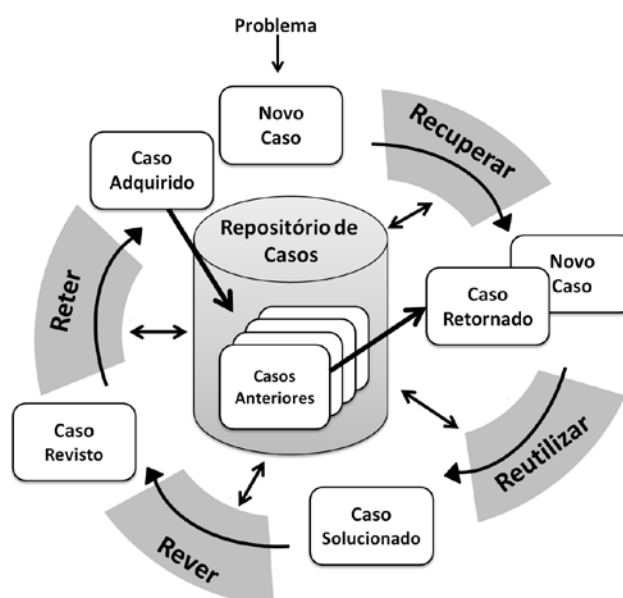 Problema
Novo
Caso
Recuperar
Caso
Adquirido
Repositório de
Casos
Novo
Caso
Caso
Retornado
Reter
Casos
Anteriores
Caso
Revisto
Reutilizar
Caso
Solucionado
Rever